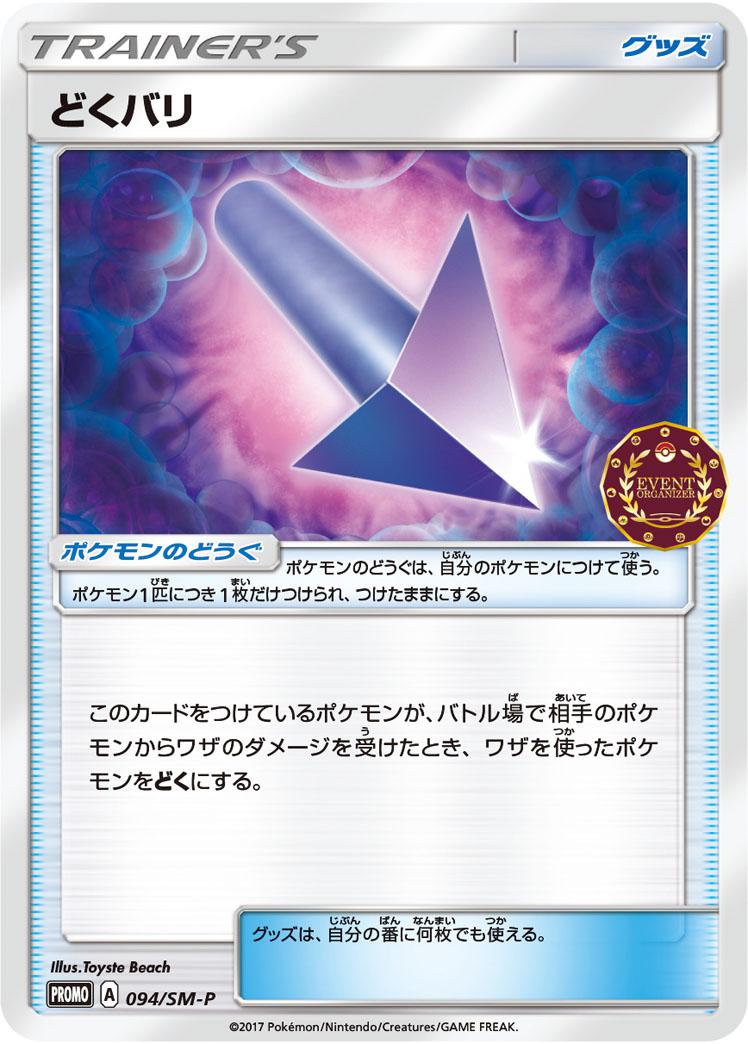 TRAINER'S
グッズ
どくバリ
EVENT
ORGANIZER
ポケモンのどうぐ
ポケモンのどうぐは、自分のポケモンにつけて使う。
ポケモン1匹につき1枚だけつけられ、つけたままにする。
このカードをつけているポケモンが、バトル場で相手のポケ
モンからワザのダメージを受けたとき、ワザを使ったポケ
モンをどくにする。
グッズは、自分の番に何枚でも使える。
Illus.Toyste Beach
PROMO A 094/SM-P
©2017 Pokémon/Nintendo/Creatures/GAME FREAK.